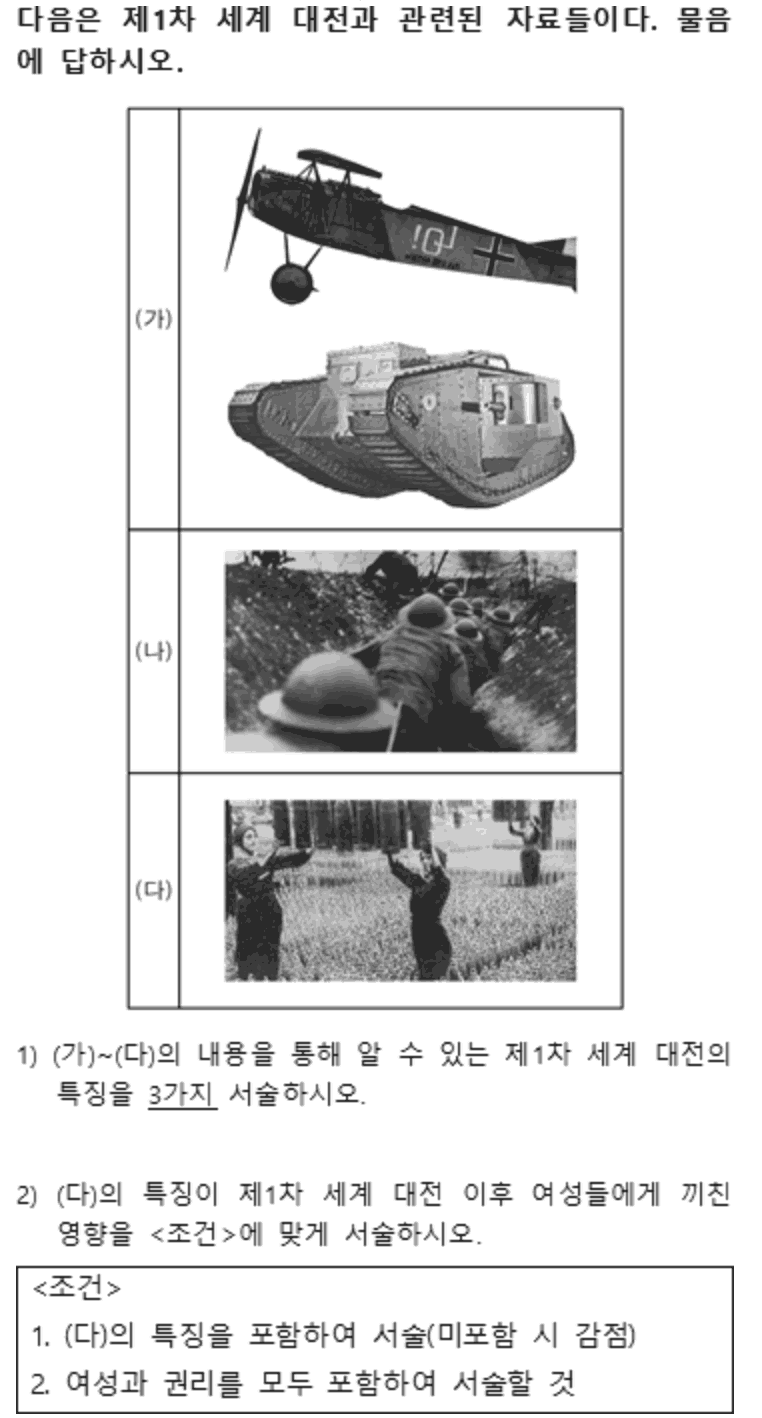 다음은 제1차 세계 대전과 관련된 자료들이다. 물음
에 답하시오.
(가)
(나)
(다)
1) (가)~(다)의 내용을 통해 알 수 있는 제1차 세계 대전의
특징을 3가지 서술하시오.
2) (다)의 특징이 제1차 세계 대전 이후 여성들에게 끼친
영향을 <조건>에 맞게 서술하시오.
<조건>
1. (다)의 특징을 포함하여 서술(미포함 시 감점)
2. 여성과 권리를 모두 포함하여 서술할 것